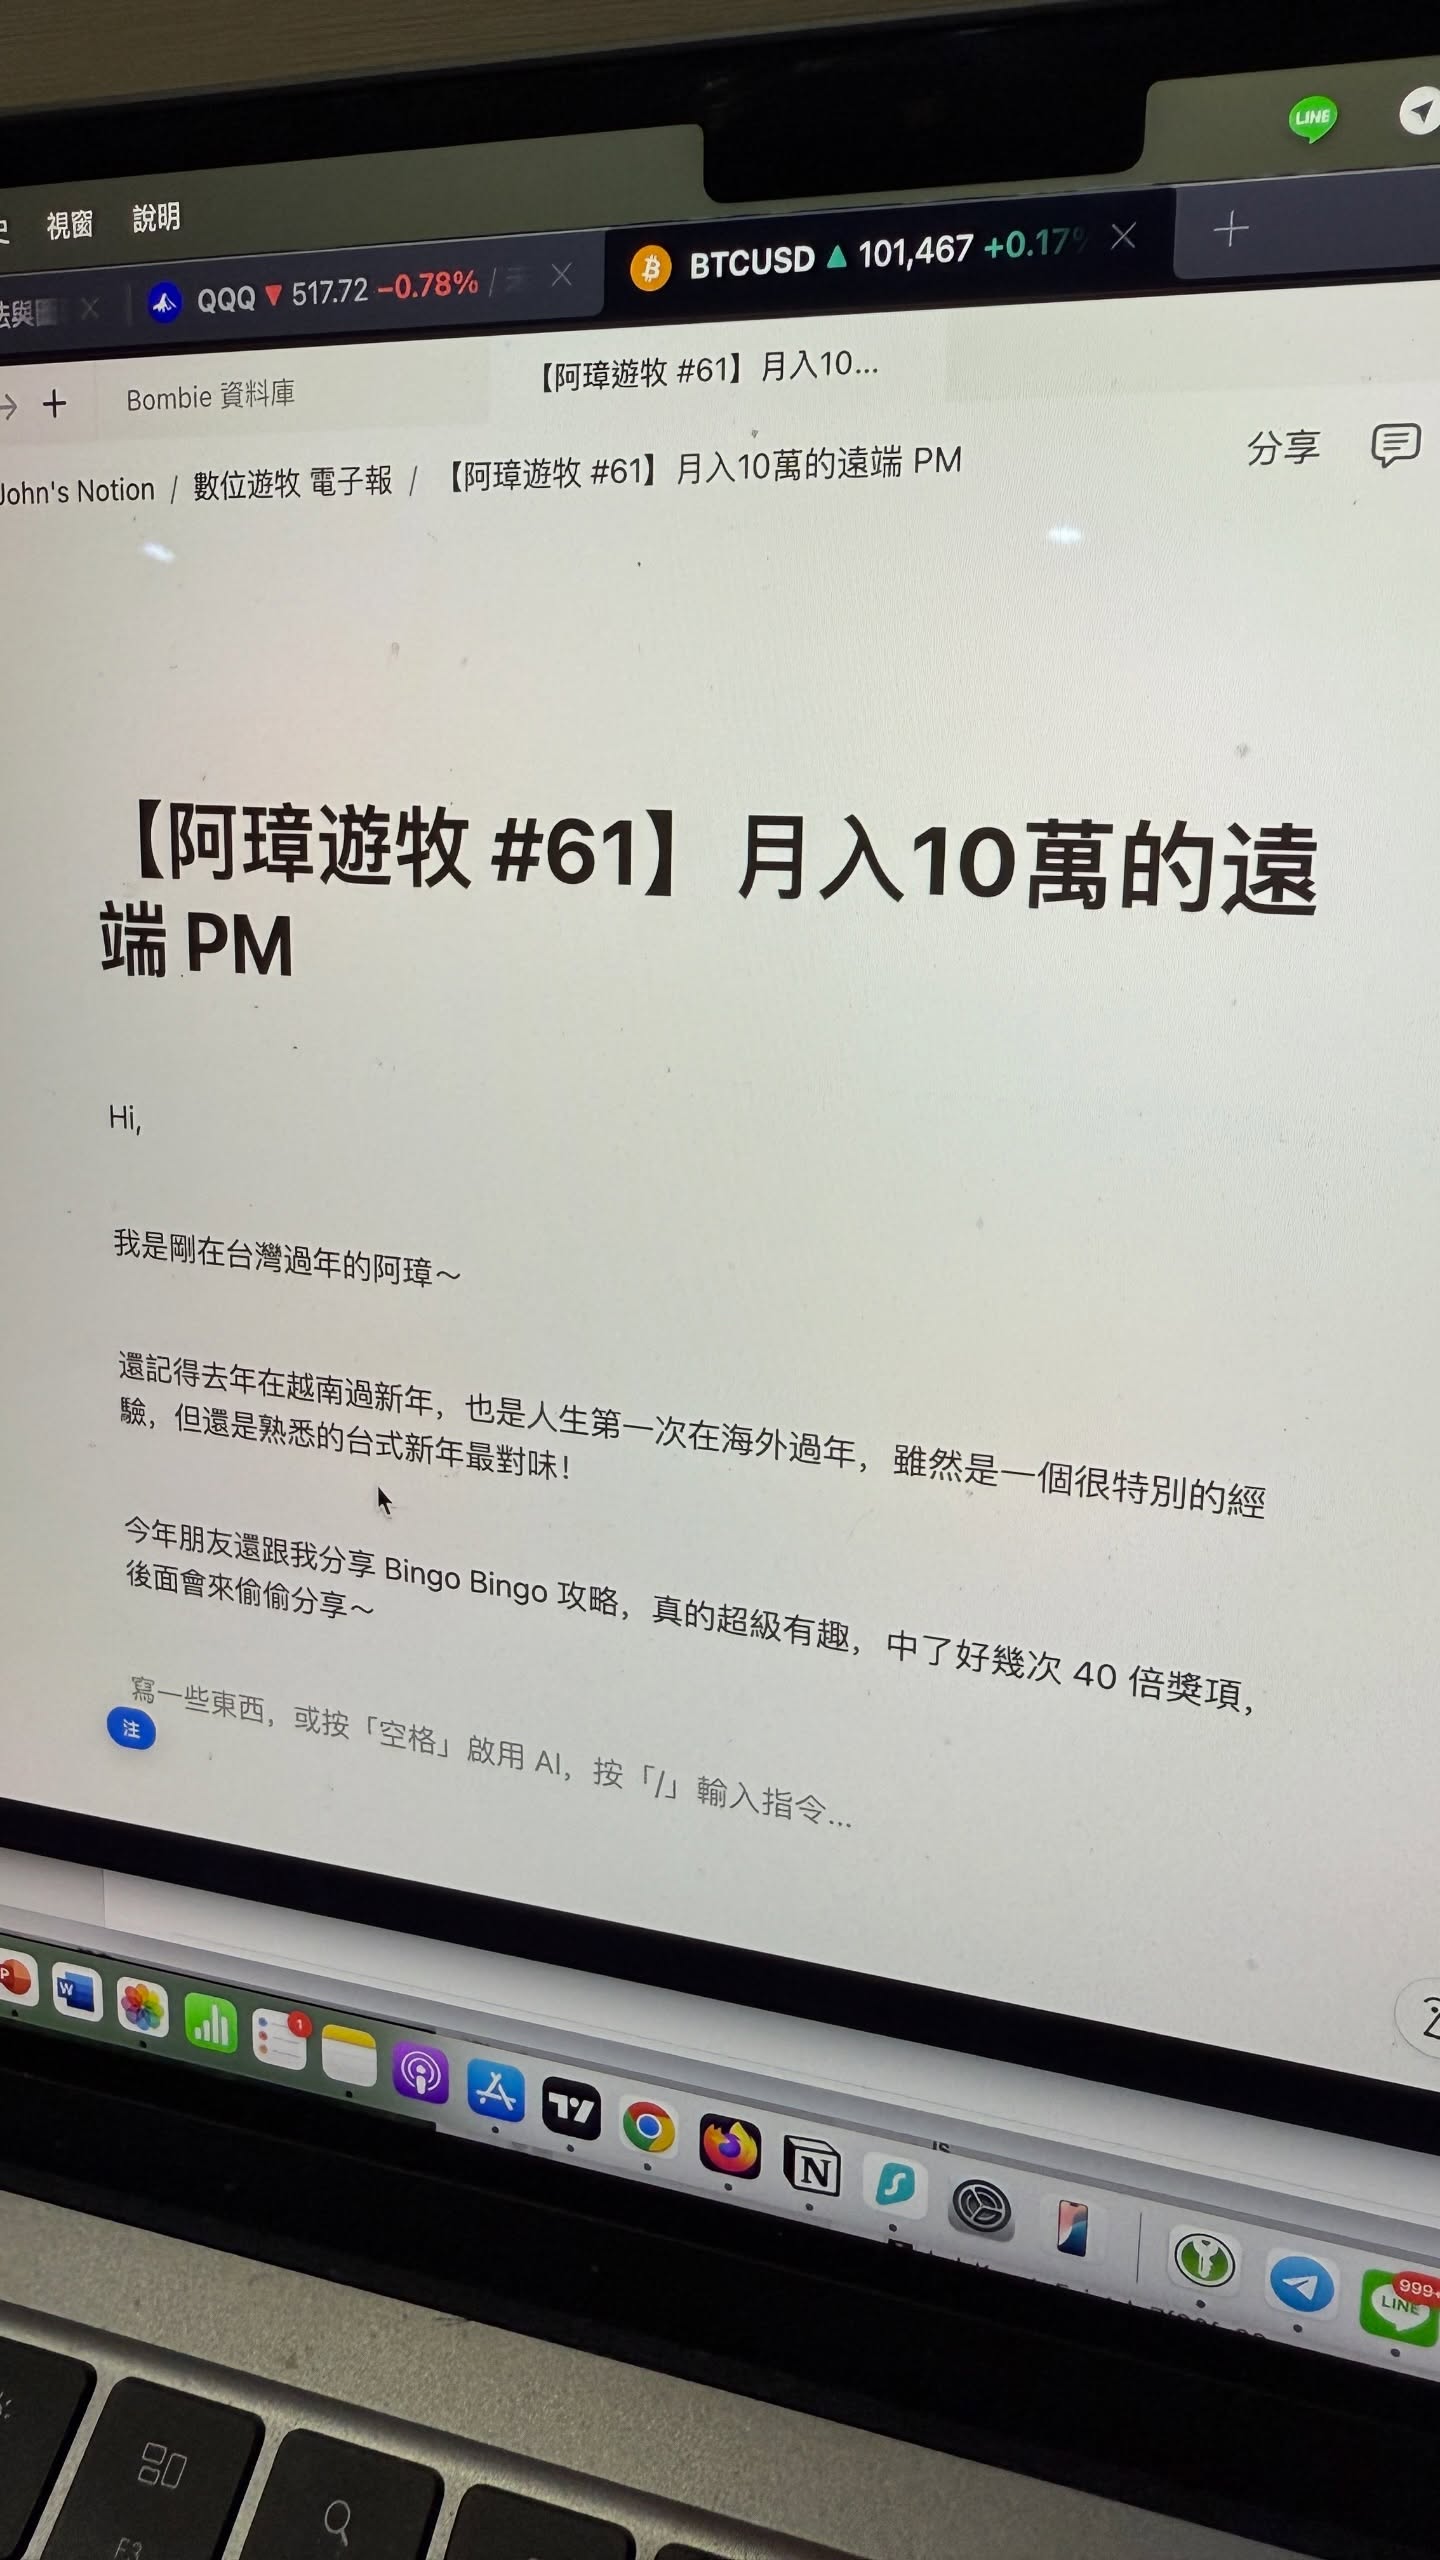 視窗 說明
LINE
QQQ ▼ 517.72 −0.78% /
BTCUSD ▲ 101,467 +0.17%
Bombie 資料庫
【阿璋遊牧 #61】月入10...
John's Notion / 數位遊牧 電子報 / 【阿璋遊牧 #61】月入10萬的遠端 PM
分享
【阿璋遊牧 #61】月入10萬的遠
端 PM
Hi,
我是剛在台灣過年的阿璋～
還記得去年在越南過新年，也是人生第一次在海外過年，雖然是一個很特別的經
驗，但還是熟悉的台式新年最對味！
今年朋友還跟我分享 Bingo Bingo 攻略，真的超級有趣，中了好幾次 40 倍獎項，
後面會來偷偷分享～
寫一些東西，或按「空格」啟用 AI，按「/」輸入指令...
注
P
W
1
N
999+
LINE
F3